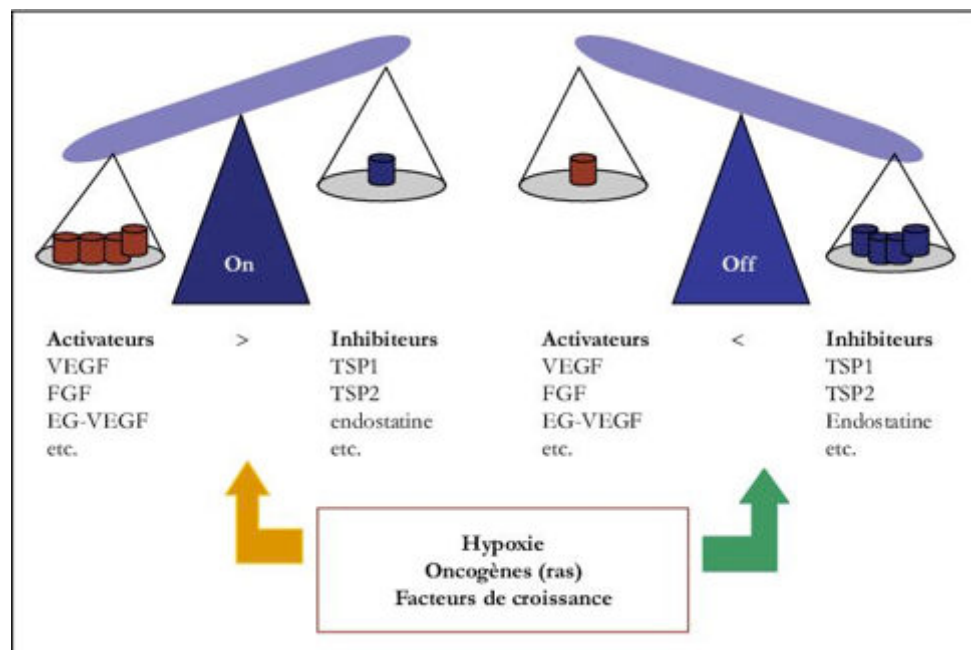 On
Off
Activateurs > Inhibiteurs
VEGF TSP1
FGF TSP2
EG-VEGF endostatine
etc. etc.
Activateurs < Inhibiteurs
VEGF TSP1
FGF TSP2
EG-VEGF Endostatine
etc. etc.
Hypoxie
Oncogènes (ras)
Facteurs de croissance